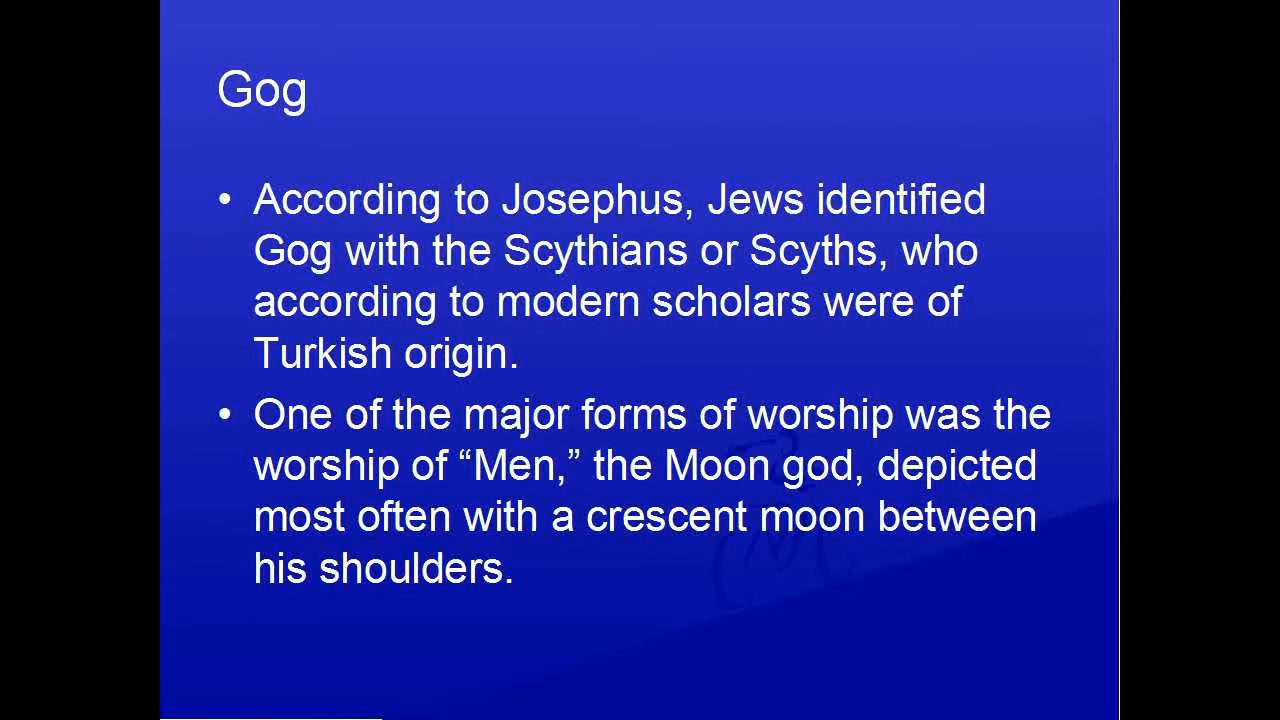 Gog
• According to Josephus, Jews identified
Gog with the Scythians or Scyths, who
according to modern scholars were of
Turkish origin.
• One of the major forms of worship was the
worship of “Men,” the Moon god, depicted
most often with a crescent moon between
his shoulders.